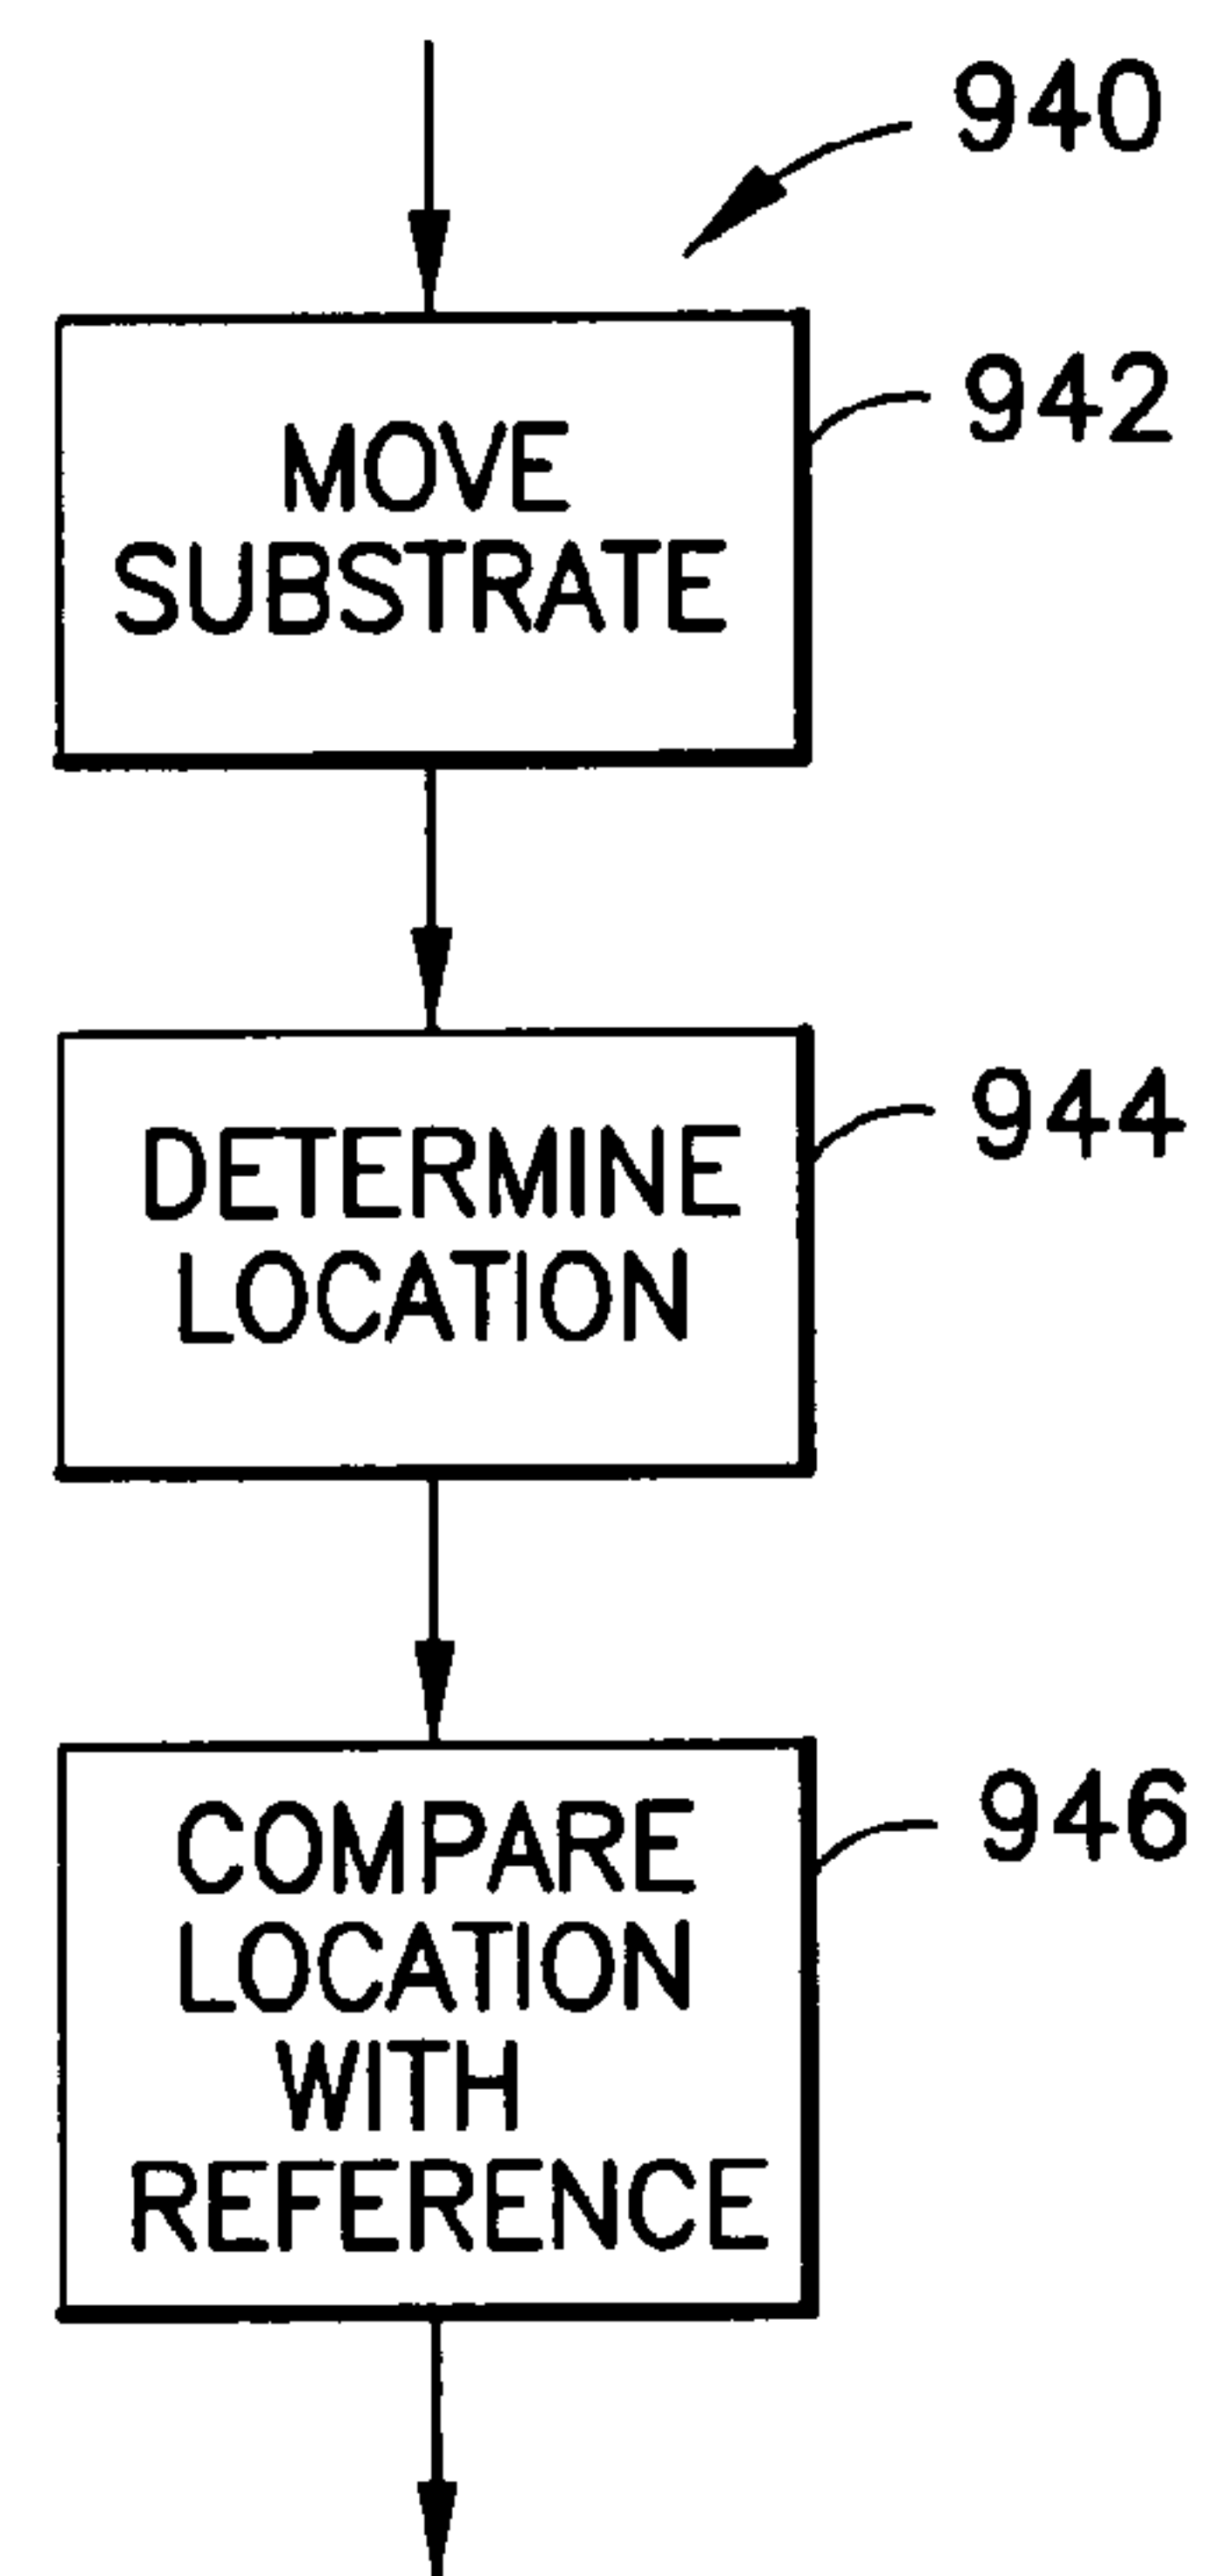 940
942
MOVE
SUBSTRATE
944
DETERMINE
LOCATION
946
COMPARE
LOCATION
WITH
REFERENCE